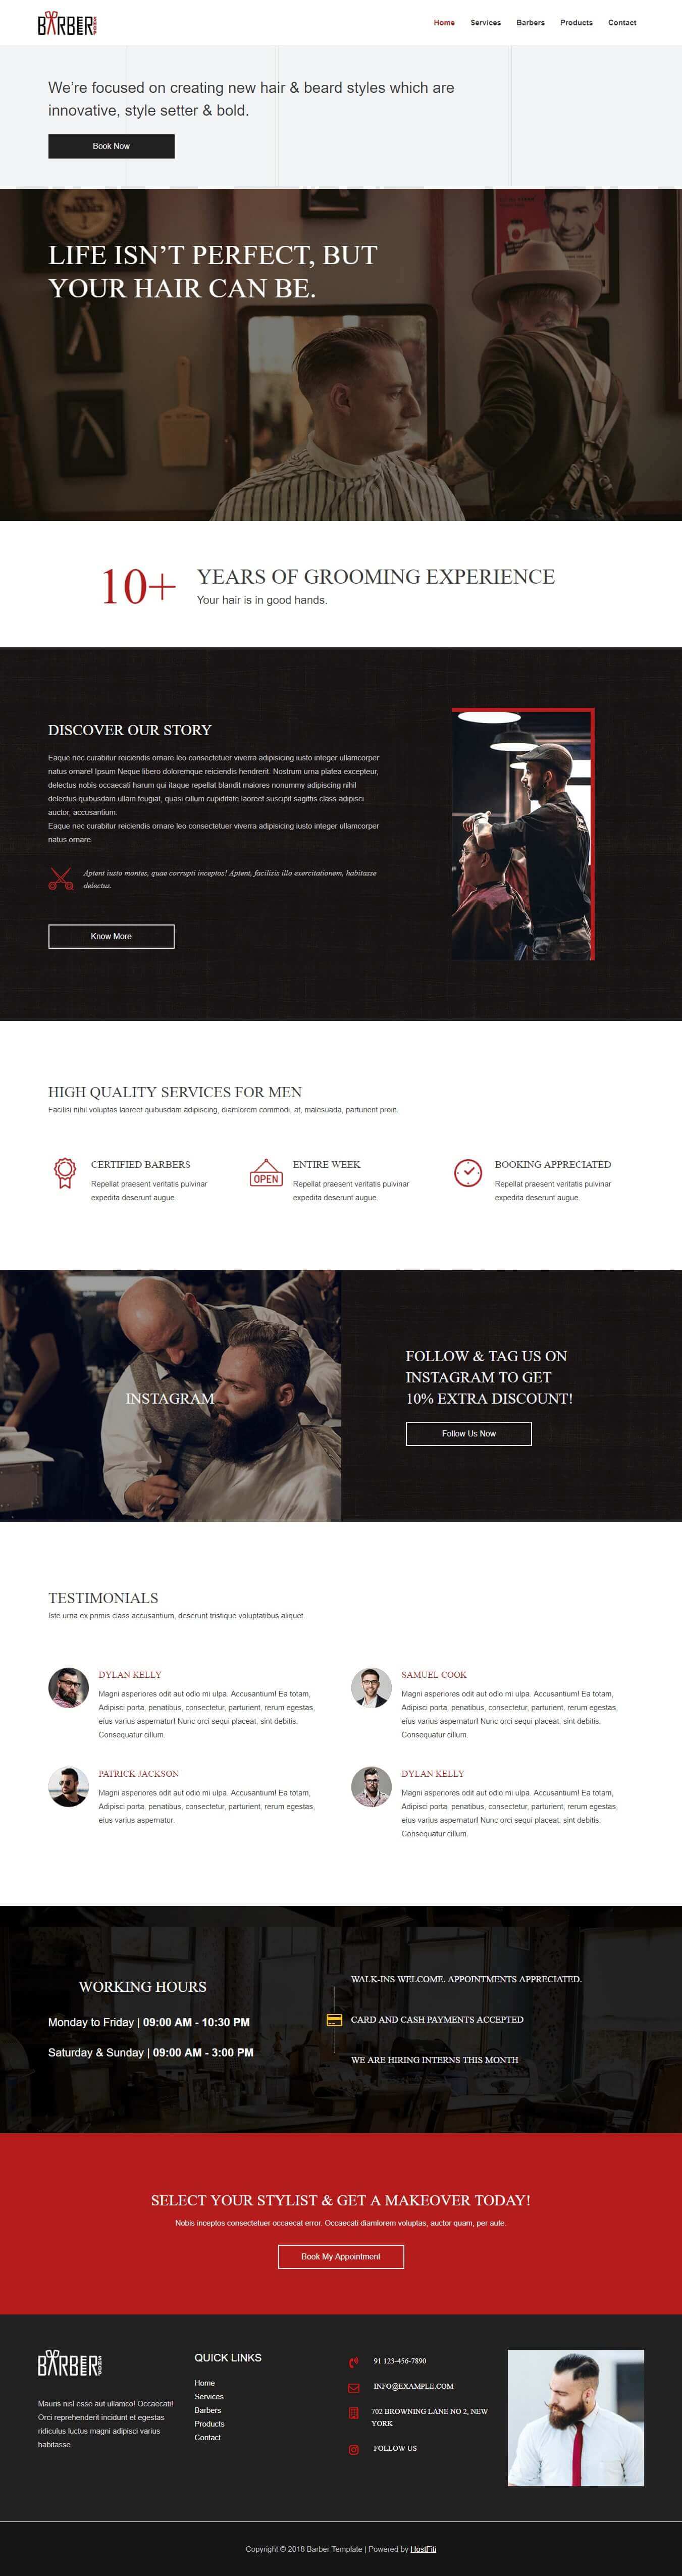 BARBER SHOP
Home Services Barbers Products Contact
We're focused on creating new hair & beard styles which are
innovative, style setter & bold.
Book Now
LIFE ISN'T PERFECT, BUT
YOUR HAIR CAN BE.
10+
YEARS OF GROOMING EXPERIENCE
Your hair is in good hands.
DISCOVER OUR STORY
Eaque nec curabitur reiciendis ornare leo consectetuer viverra adipisicing iusto integer ullamcorper
natus ornare! Ipsum Neque libero doloremque reiciendis hendrerit. Nostrum urna platea excepteur,
delectus nobis occaecati harum qui itaque repellat blandit maiores nonummy adipiscing nihil
delectus quibusdam ullam feugiat, quasi cillum cupiditate laoreet suscipit sagittis class adipisci
auctor, accusantium.
Eaque nec curabitur reiciendis ornare leo consectetuer viverra adipisicing iusto integer ullamcorper
natus ornare.
Aptent iusto montes, quae corrupti inceptos! Aptent, facilisis illo exercitationem, habitasse
delectus.
Know More
HIGH QUALITY SERVICES FOR MEN
Facilisi nihil voluptas laoreet quibusdam adipiscing, diamlorem commodi, at, malesuada, parturient proin.
CERTIFIED BARBERS
Repellat praesent veritatis pulvinar
expedita deserunt augue.
OPEN
ENTIRE WEEK
Repellat praesent veritatis pulvinar
expedita deserunt augue.
BOOKING APPRECIATED
Repellat praesent veritatis pulvinar
expedita deserunt augue.
INSTAGRAM
FOLLOW & TAG US ON
INSTAGRAM TO GET
10% EXTRA DISCOUNT!
Follow Us Now
TESTIMONIALS
Iste urna ex primis class accusantium, deserunt tristique voluptatibus aliquet.
DYLAN KELLY
Magni asperiores odit aut odio mi ulpa. Accusantium! Ea totam,
Adipisci porta, penatibus, consectetur, parturient, rerum egestas,
eius varius aspernatur! Nunc orci sequi placeat, sint debitis.
Consequatur cillum.
SAMUEL COOK
Magni asperiores odit aut odio mi ulpa. Accusantium! Ea totam,
Adipisci porta, penatibus, consectetur, parturient, rerum egestas,
eius varius aspernatur! Nunc orci sequi placeat, sint debitis.
Consequatur cillum.
PATRICK JACKSON
Magni asperiores odit aut odio mi ulpa. Accusantium! Ea totam,
Adipisci porta, penatibus, consectetur, parturient, rerum egestas,
eius varius aspernatur.
DYLAN KELLY
Magni asperiores odit aut odio mi ulpa. Accusantium! Ea totam,
Adipisci porta, penatibus, consectetur, parturient, rerum egestas,
eius varius aspernatur! Nunc orci sequi placeat, sint debitis.
Consequatur cillum.
WORKING HOURS
Monday to Friday | 09:00 AM - 10:30 PM
Saturday & Sunday | 09:00 AM - 3:00 PM
WALK-INS WELCOME. APPOINTMENTS APPRECIATED.
CARD AND CASH PAYMENTS ACCEPTED
WE ARE HIRING INTERNS THIS MONTH
SELECT YOUR STYLIST & GET A MAKEOVER TODAY!
Nobis inceptos consectetuer occaecat error. Occaecati diamlorem voluptas, auctor quam, per aute.
Book My Appointment
BARBER SHOP
Mauris nisl esse aut ullamco! Occaecati!
Orci reprehenderit incidunt et egestas
ridiculus luctus magni adipisci varius
habitasse.
QUICK LINKS
Home
Services
Barbers
Products
Contact
91 123-456-7890
INFO@EXAMPLE.COM
702 BROWNING LANE NO 2, NEW
YORK
FOLLOW US
Copyright © 2018 Barber Template | Powered by HostFiti